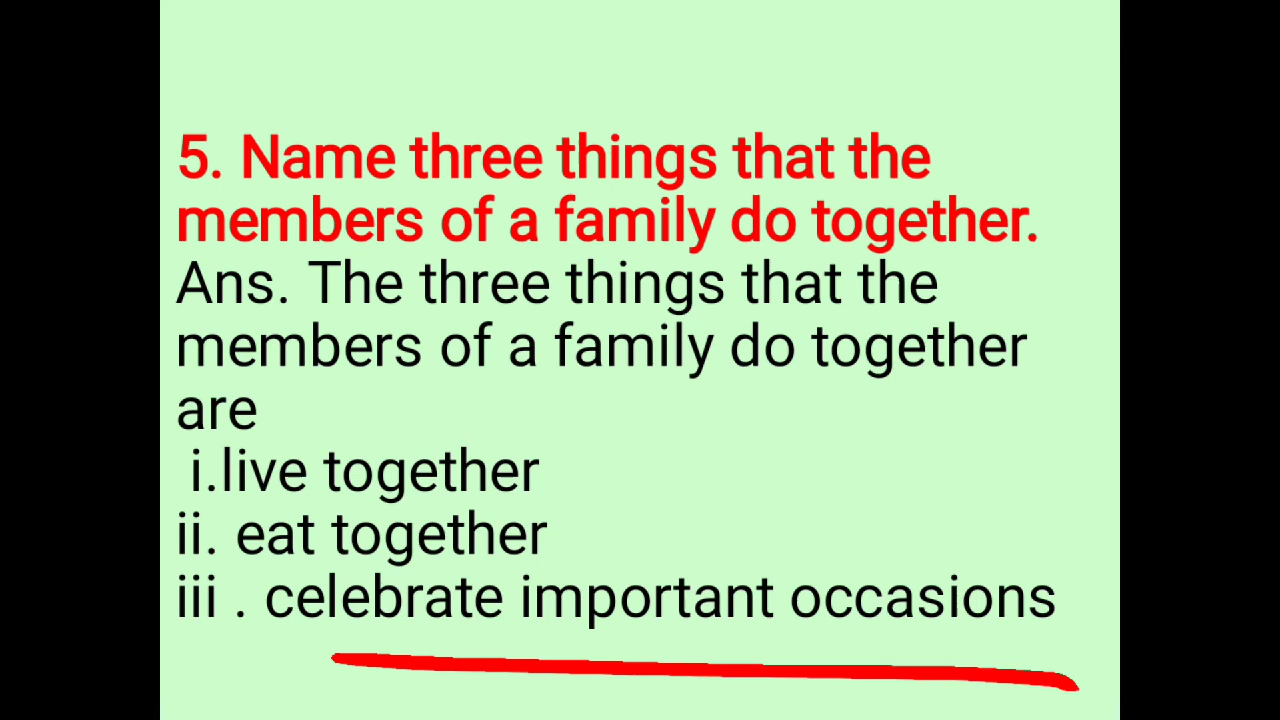 5. Name three things that the
members of a family do together.
Ans. The three things that the
members of a family do together
are
i.live together
ii. eat together
iii . celebrate important occasions